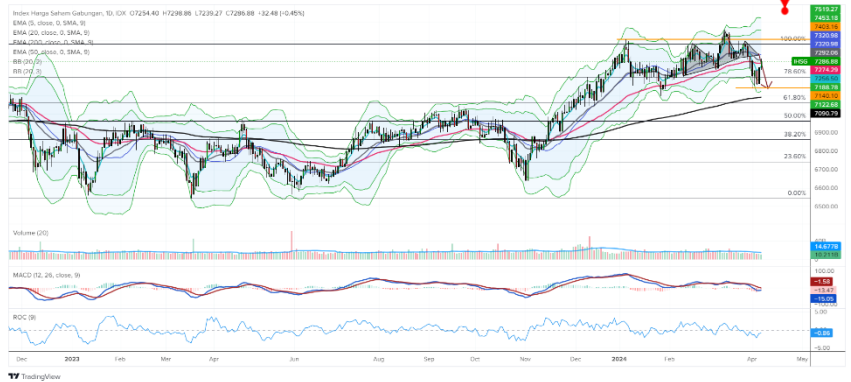 Index Harga Saham Gabungan, 1D, IDX O7254.40 H7298.86 L7239.27 C7286.88 +32.48 (+0.45%)
EMA (5, close, 0, SMA, 9)
EMA (20, close, 0, SMA, 9)
EMA (200, close, 0, SMA, 9)
EMA (50, close, 0, SMA, 9)
BB (20, 2)
BB (20, 3)
7519.27
7453.18
7403.16
7320.98
7320.98
7292.06
IHSG 7286.88
7274.29
7255.50
7188.78
7140.10
7122.68
7090.79
6900.00
6800.00
6700.00
6600.00
6500.00
100.00%
78.60%
61.80%
50.00%
38.20%
23.60%
0.00%
Volume (20)
14.677B
10.211B
MACD (12, 26, close, 9)
100.00
−1.58
−13.47
−15.05
−100.00
ROC (9)
5.00
−0.86
−5.00
Dec 2023 Feb Mar Apr Jun Aug Sep Oct Nov Dec 2024 Feb Apr May
TradingView